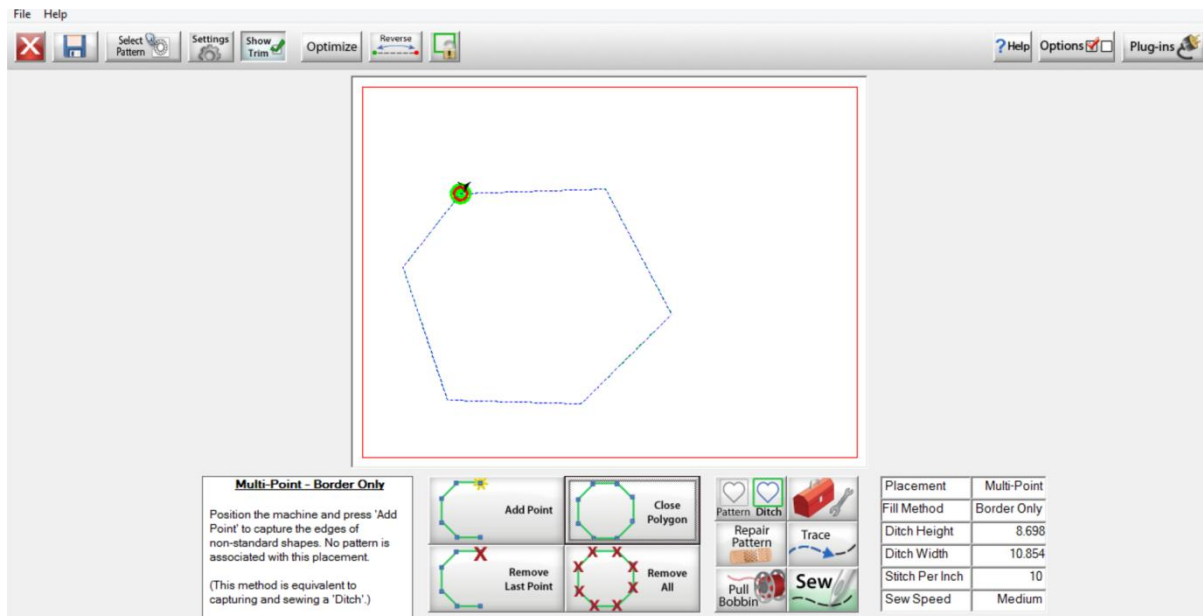 File Help
Select
Pattern
Settings
Show
Trim
Optimize
Reverse
? Help
Options
Plug-ins
Multi-Point - Border Only
Position the machine and press 'Add
Point' to capture the edges of
non-standard shapes. No pattern is
associated with this placement.
(This method is equivalent to
capturing and sewing a 'Ditch'.)
Add Point
Close
Polygon
Remove
Last Point
Remove
All
Pattern Ditch
Repair
Pattern
Trace
Pull
Bobbin
Sew
Placement Multi-Point
Fill Method Border Only
Ditch Height 8.698
Ditch Width 10.854
Stitch Per Inch 10
Sew Speed Medium